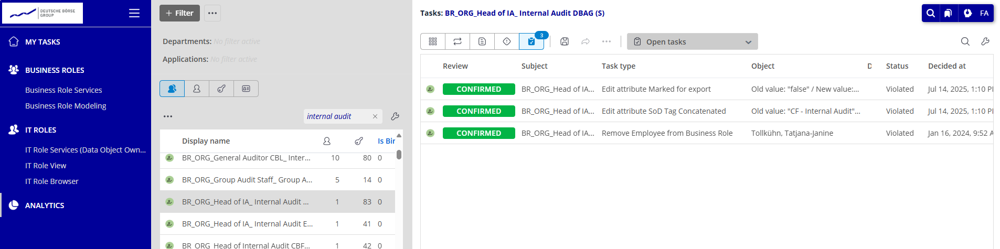 DEUTSCHE BÖRSE
GROUP
MY TASKS
BUSINESS ROLES
Business Role Services
Business Role Modeling
IT ROLES
IT Role Services (Data Object Own...
IT Role View
IT Role Browser
ANALYTICS
+ Filter
Departments: No filter active
Applications: No filter active
internal audit
Display name Is Bir
BR_ORG_General Auditor CBL_ Inter... 10 80 0
BR_ORG_Group Audit Staff_ Group A... 5 14 0
BR_ORG_Head of IA_ Internal Audit ... 1 83 0
BR_ORG_Head of IA_ Internal Audit E... 1 41 0
BR_ORG_Head of Internal Audit CBF... 1 42 0
Tasks: BR_ORG_Head of IA_ Internal Audit DBAG (S)
FA
3
Open tasks
Review Subject Task type Object D Status Decided at
CONFIRMED BR_ORG_Head of IA... Edit attribute Marked for export Old value: "false" / New value:... Violated Jul 14, 2025, 1:10 P
CONFIRMED BR_ORG_Head of IA... Edit attribute SoD Tag Concatenated Old value: "CF - Internal Audit"... Violated Jul 14, 2025, 1:10 P
CONFIRMED BR_ORG_Head of IA... Remove Employee from Business Role Tollkühn, Tatjana-Janine Violated Jan 16, 2024, 9:52 A